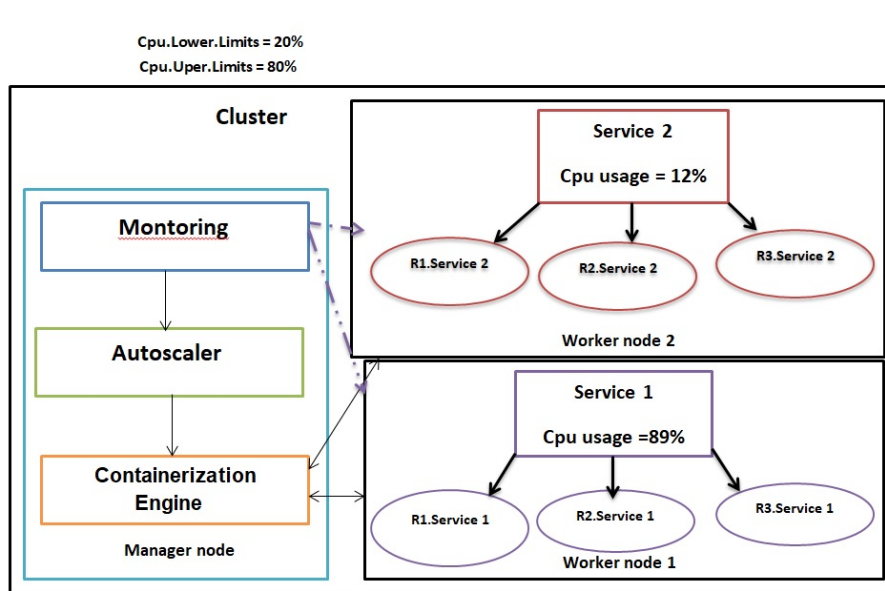 Cpu.Lower.Limits = 20%
Cpu.Uper.Limits = 80%
Cluster
Montoring
Autoscaler
Containerization
Engine
Manager node
Service 2
Cpu usage = 12%
R1.Service 2
R2.Service 2
R3.Service 2
Worker node 2
Service 1
Cpu usage =89%
R1.Service 1
R2.Service 1
R3.Service 1
Worker node 1